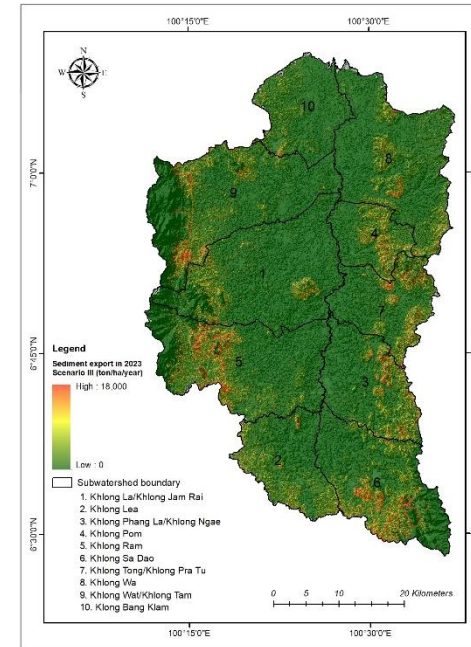 100°15'0"E 100°30'0"E
N
W E
S
10
8
7°0'0"N
9
4
1
7
6°45'0"N
Legend
Sediment export in 2023
Scenario III (ton/ha/year)
High : 18,000
Low : 0
5
3
2
6
Subwatershed boundary
1. Khlong La/Khlong Jam Rai
2. Khlong Lea
3. Khlong Phang La/Khlong Ngae
4. Khlong Pom
5. Khlong Ram
6. Khlong Sa Dao
7. Khlong Tong/Khlong Pra Tu
8. Khlong Wa
9. Khlong Wat/Khlong Tam
10. Klong Bang Klam
6°30'0"N
0 5 10 20 Kilometers
100°15'0"E 100°30'0"E